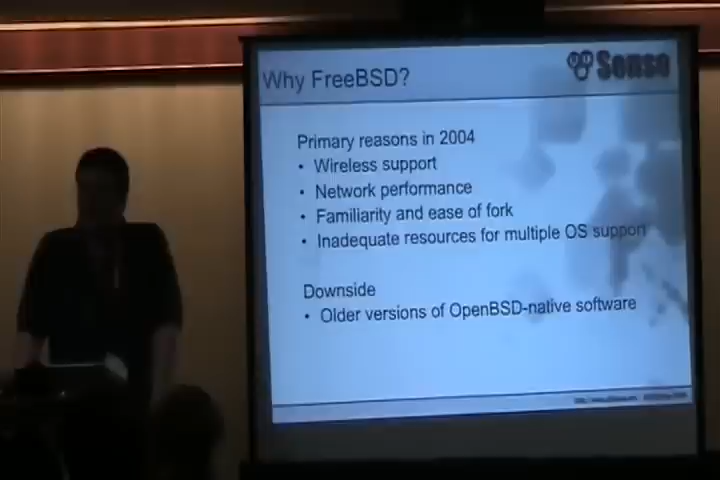 Why FreeBSD?
Sense
Primary reasons in 2004
• Wireless support
• Network performance
• Familiarity and ease of fork
• Inadequate resources for multiple OS support
Downside
• Older versions of OpenBSD-native software